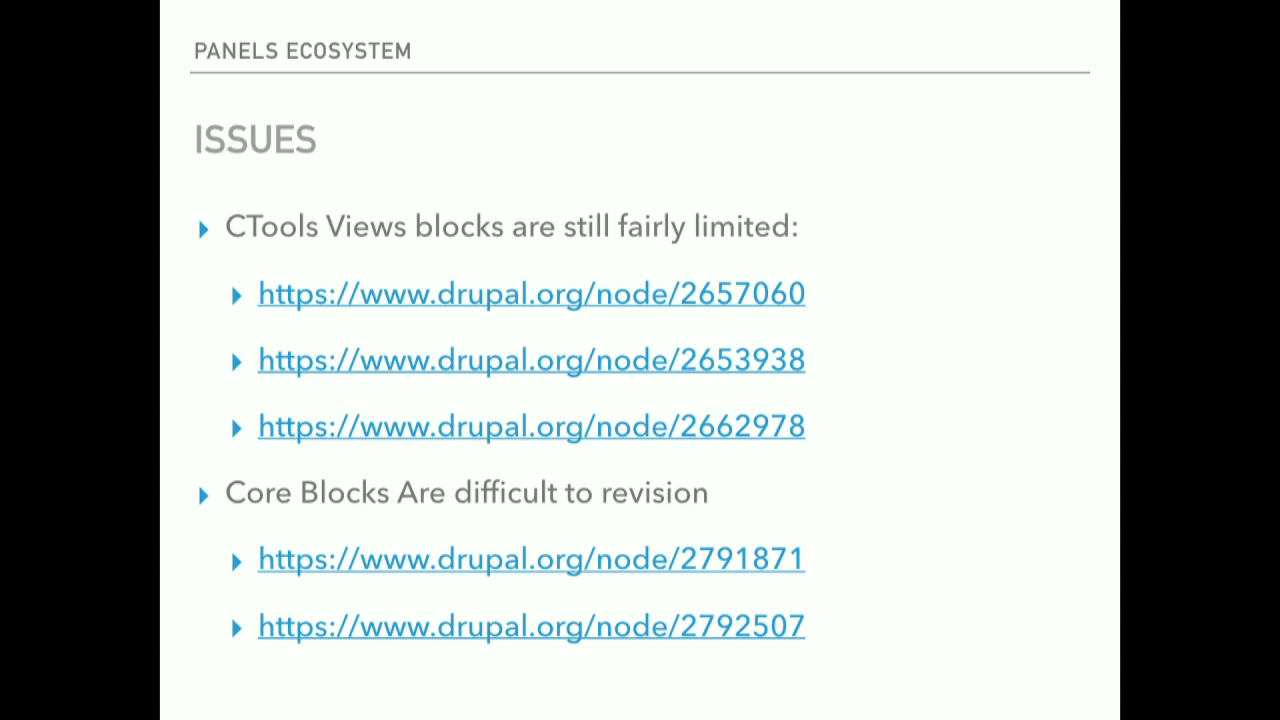 PANELS ECOSYSTEM
ISSUES
CTools Views blocks are still fairly limited:
https://www.drupal.org/node/2657060
https://www.drupal.org/node/2653938
https://www.drupal.org/node/2662978
Core Blocks Are difficult to revision
https://www.drupal.org/node/2791871
https://www.drupal.org/node/2792507